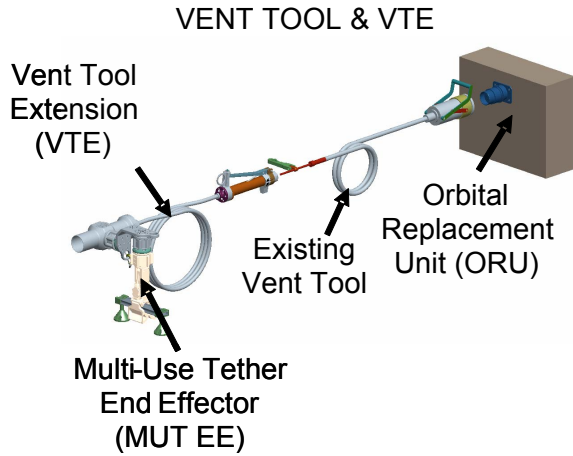 VENT TOOL & VTE
Vent Tool
Extension
(VTE)
Existing
Vent Tool
Orbital
Replacement
Unit (ORU)
Multi-Use Tether
End Effector
(MUT EE)